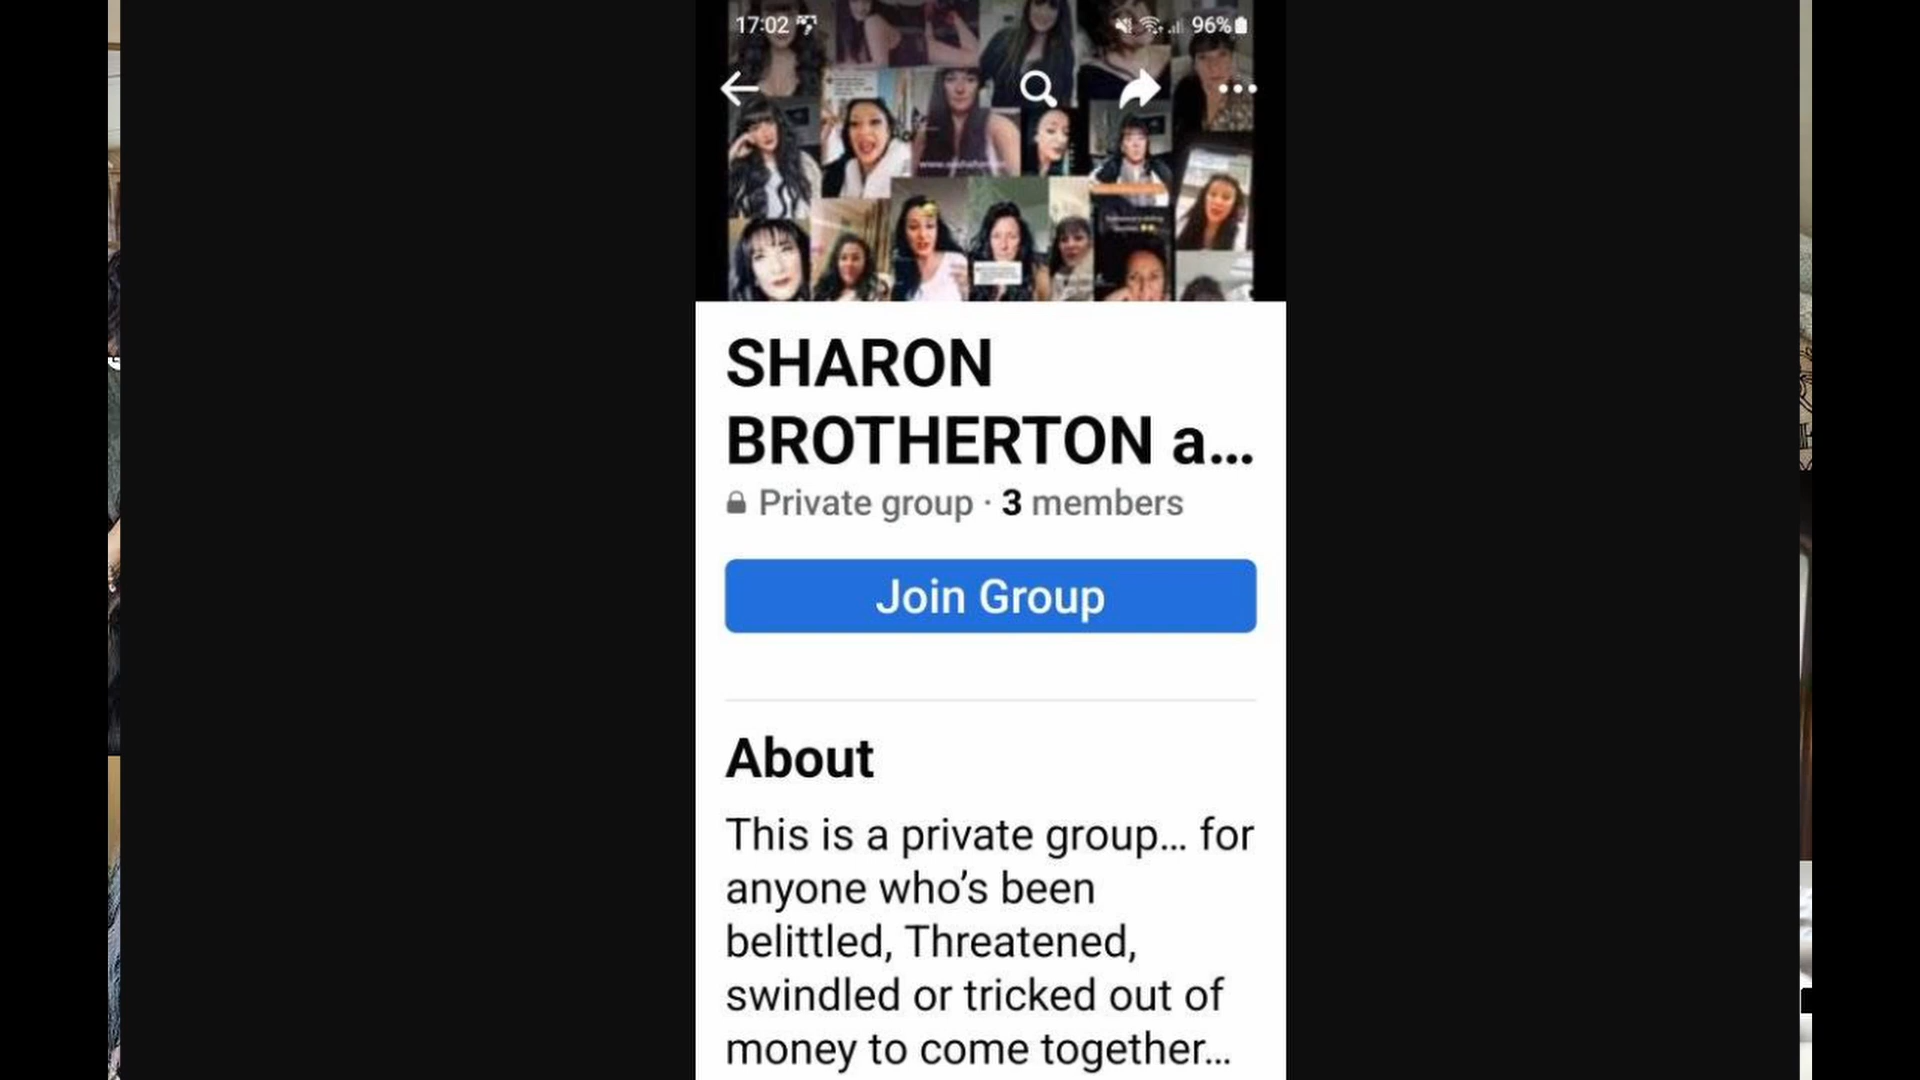 17:02
96%
SHARON
BROTHERTON a...
Private group · 3 members
Join Group
About
This is a private group... for
anyone who’s been
belittled, Threatened,
swindled or tricked out of
money to come together...